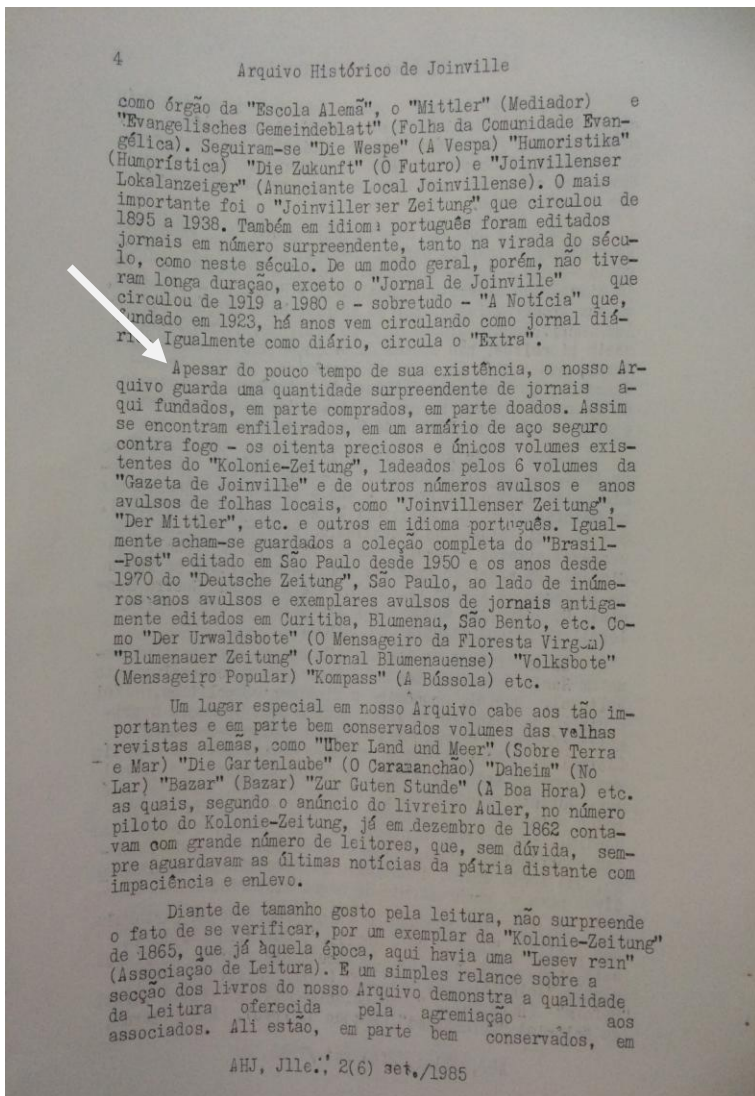 4
Arquivo Histórico de Joinville
como órgão da "Escola Alemã", o "Mittler" (Mediador) e
"Evangelisches Gemeindeblatt" (Folha da Comunidade Evan-
gélica). Seguiram-se "Die Wespe" (A Vespa) "Humoristika"
(Humorística) "Die Zukunft" (O Futuro) e "Joinvillenser
Lokalanzeiger" (Anunciante Local Joinvillense). O mais
importante foi o "Joinvillenser Zeitung" que circulou de
1895 a 1938. Também em idioma português foram editados
jornais em número surpreendente, tanto na virada do sécu-
lo, como neste século. De um modo geral, porém, não tive-
ram longa duração, exceto o "Jornal de Joinville" que
circulou de 1919 a 1980 e - sobretudo - "A Notícia" que,
fundado em 1923, há anos vem circulando como jornal diá-
rio. Igualmente como diário, circula o "Extra".
Apesar do pouco tempo de sua existência, o nosso Ar-
quivo guarda uma quantidade surpreendente de jornais a-
qui fundados, em parte comprados, em parte doados. Assim
se encontram enfileirados, em um armário de aço seguro
contra fogo - os oitenta preciosos e únicos volumes exis-
tentes do "Kolonie-Zeitung", ladeados pelos 6 volumes da
"Gazeta de Joinville" e de outros números avulsos e anos
avulsos de folhas locais, como "Joinvillenser Zeitung",
"Der Mittler", etc. e outros em idioma português. Igual-
mente acham-se guardados a coleção completa do "Brasil-
-Post" editado em São Paulo desde 1950 e os anos desde
1970 do "Deutsche Zeitung", São Paulo, ao lado de inúme-
ros anos avulsos e exemplares avulsos de jornais antiga-
mente editados em Curitiba, Blumenau, São Bento, etc. Co-
mo "Der Urwaldsbote" (O Mensageiro da Floresta Virgem)
"Blumenauer Zeitung" (Jornal Blumenauense) "Volksbote"
(Mensageiro Popular) "Kompass" (A Bússola) etc.
Um lugar especial em nosso Arquivo cabe aos tão im-
portantes e em parte bem conservados volumes das velhas
revistas alemãs, como "Uber Land und Meer" (Sobre Terra
e Mar) "Die Gartenlaube" (O Caramanchão) "Daheim" (No
Lar) "Bazar" (Bazar) "Zur Guten Stunde" (A Boa Hora) etc.
as quais, segundo o anúncio do livreiro Auler, no número
piloto do Kolonie-Zeitung, já em dezembro de 1862 conta-
vam com grande número de leitores, que, sem dúvida, sem-
pre aguardavam as últimas notícias da pátria distante com
impaciência e enlevo.
Diante de tamanho gosto pela leitura, não surpreende
o fato de se verificar, por um exemplar da "Kolonie-Zeitung"
de 1865, que já àquela época, aqui havia uma "Lesev rein"
(Associação de Leitura). E um simples relance sobre a
secção dos livros do nosso Arquivo demonstra a qualidade
da leitura oferecida pela agremiação aos
associados. Ali estão, em parte bem conservados, em
AHJ, Jlle., 2(6) set./1985